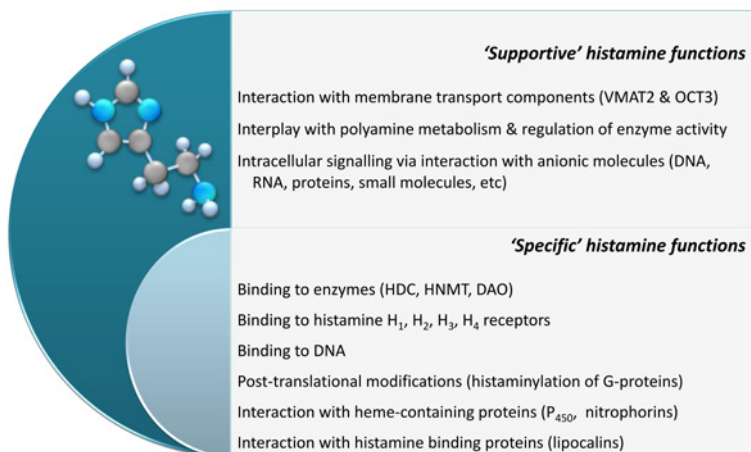 ‘Supportive’ histamine functions
Interaction with membrane transport components (VMAT2 & OCT3)
Interplay with polyamine metabolism & regulation of enzyme activity
Intracellular signalling via interaction with anionic molecules (DNA,
RNA, proteins, small molecules, etc)
‘Specific’ histamine functions
Binding to enzymes (HDC, HNMT, DAO)
Binding to histamine H₁, H₂, H₃, H₄ receptors
Binding to DNA
Post-translational modifications (histaminylation of G-proteins)
Interaction with heme-containing proteins (P₄₅₀, nitrophorins)
Interaction with histamine binding proteins (lipocalins)